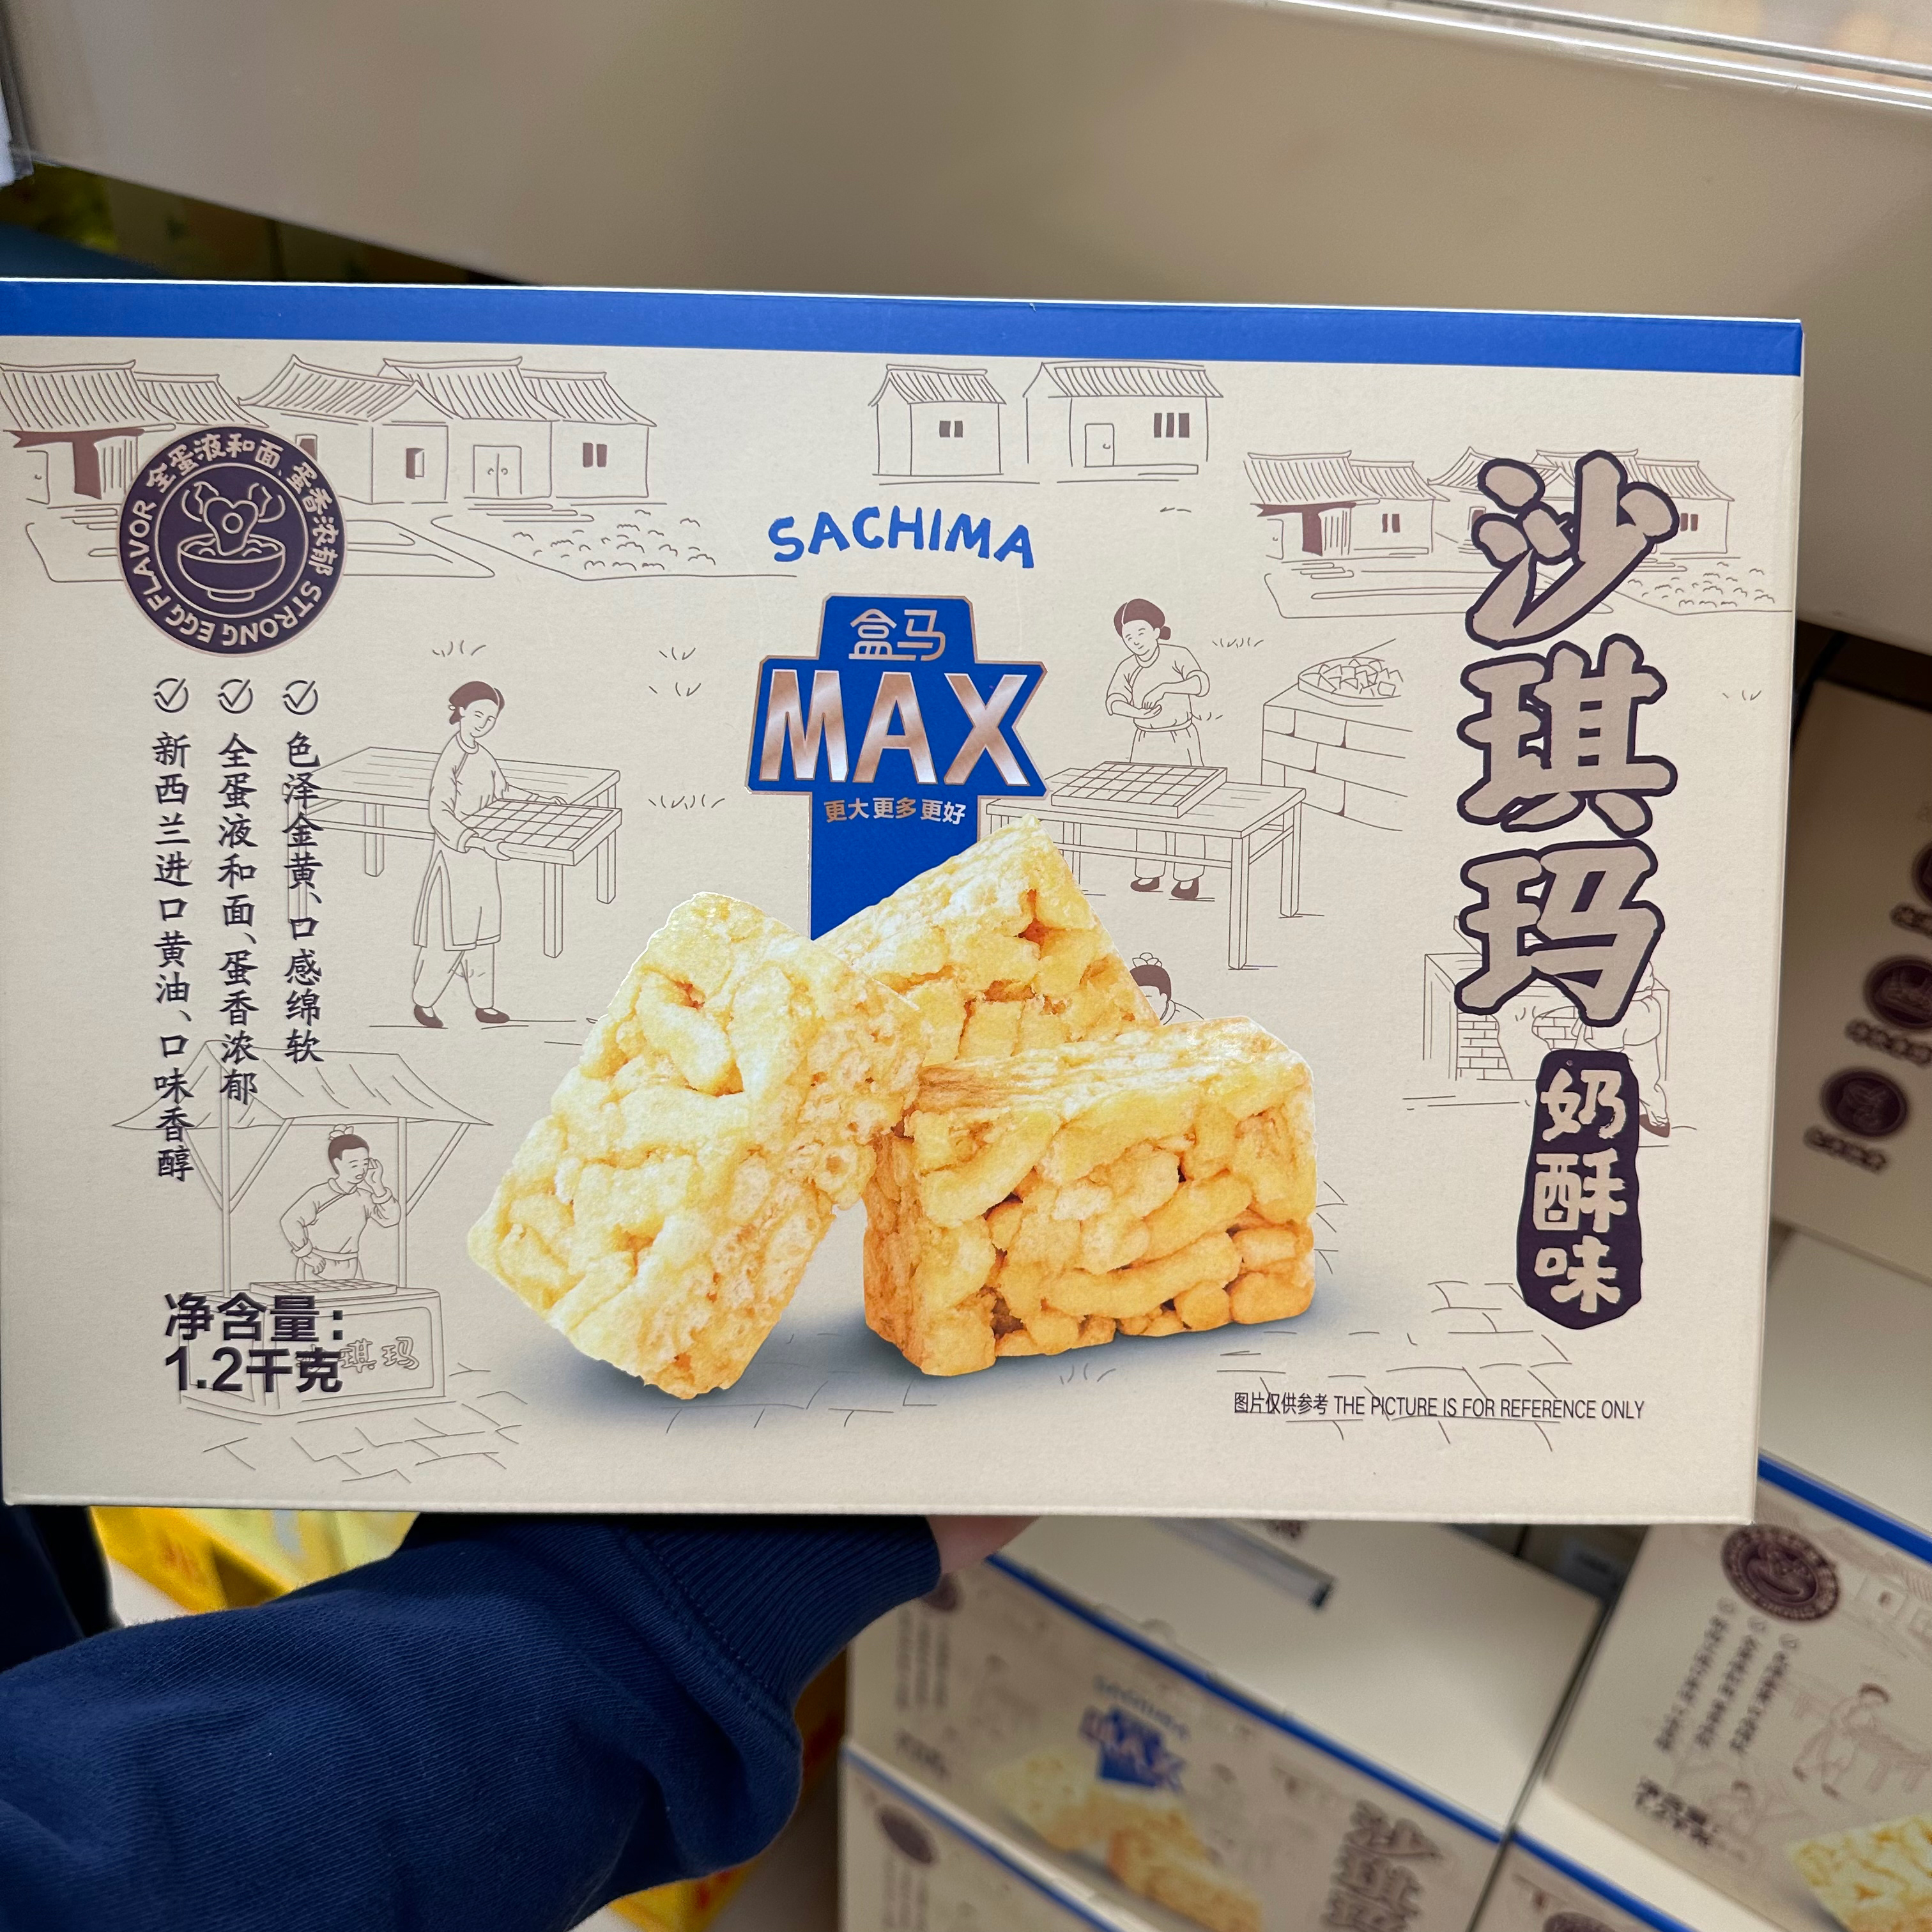 SACHIMA
盒马
MAX
更大更多更好
全蛋液和面、蛋香浓郁
STRONG EGG FLAVOR
色泽金黄、口感绵软
全蛋液和面、蛋香浓郁
新西兰进口黄油、口味香醇
沙琪玛
奶酥味
净含量:
1.2千克
琪玛
图片仅供参考 THE PICTURE IS FOR REFERENCE ONLY